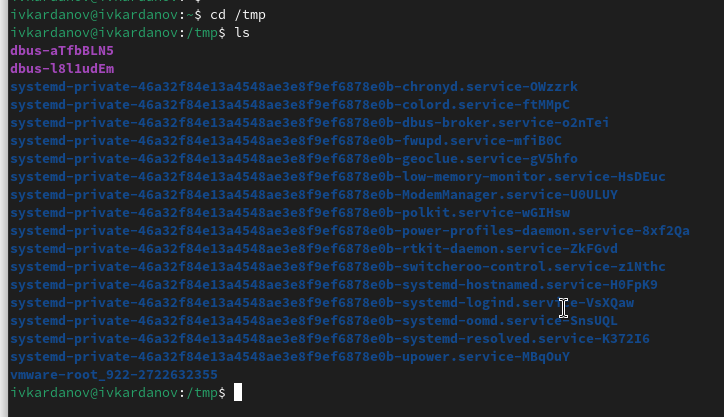 ivkardanov@ivkardanov:~$ cd /tmp
ivkardanov@ivkardanov:/tmp$ ls
dbus-aTfbBLN5
dbus-l8l1udEm
systemd-private-46a32f84e13a4548ae3e8f9ef6878e0b-chronyd.service-OWzzrk
systemd-private-46a32f84e13a4548ae3e8f9ef6878e0b-colord.service-ftMMpC
systemd-private-46a32f84e13a4548ae3e8f9ef6878e0b-dbus-broker.service-o2nTei
systemd-private-46a32f84e13a4548ae3e8f9ef6878e0b-fwupd.service-mfiB0C
systemd-private-46a32f84e13a4548ae3e8f9ef6878e0b-geoclue.service-gV5hfo
systemd-private-46a32f84e13a4548ae3e8f9ef6878e0b-low-memory-monitor.service-HsDEuc
systemd-private-46a32f84e13a4548ae3e8f9ef6878e0b-ModemManager.service-U0ULUY
systemd-private-46a32f84e13a4548ae3e8f9ef6878e0b-polkit.service-wGIHsw
systemd-private-46a32f84e13a4548ae3e8f9ef6878e0b-power-profiles-daemon.service-8xf2Qa
systemd-private-46a32f84e13a4548ae3e8f9ef6878e0b-rtkit-daemon.service-ZkFGvd
systemd-private-46a32f84e13a4548ae3e8f9ef6878e0b-switcheroo-control.service-z1Nthc
systemd-private-46a32f84e13a4548ae3e8f9ef6878e0b-systemd-hostnamed.service-H0FpK9
systemd-private-46a32f84e13a4548ae3e8f9ef6878e0b-systemd-logind.service-VsXQaw
systemd-private-46a32f84e13a4548ae3e8f9ef6878e0b-systemd-oomd.service-SnsUQL
systemd-private-46a32f84e13a4548ae3e8f9ef6878e0b-systemd-resolved.service-K372I6
systemd-private-46a32f84e13a4548ae3e8f9ef6878e0b-upower.service-MBqOuY
vmware-root_922-2722632355
ivkardanov@ivkardanov:/tmp$